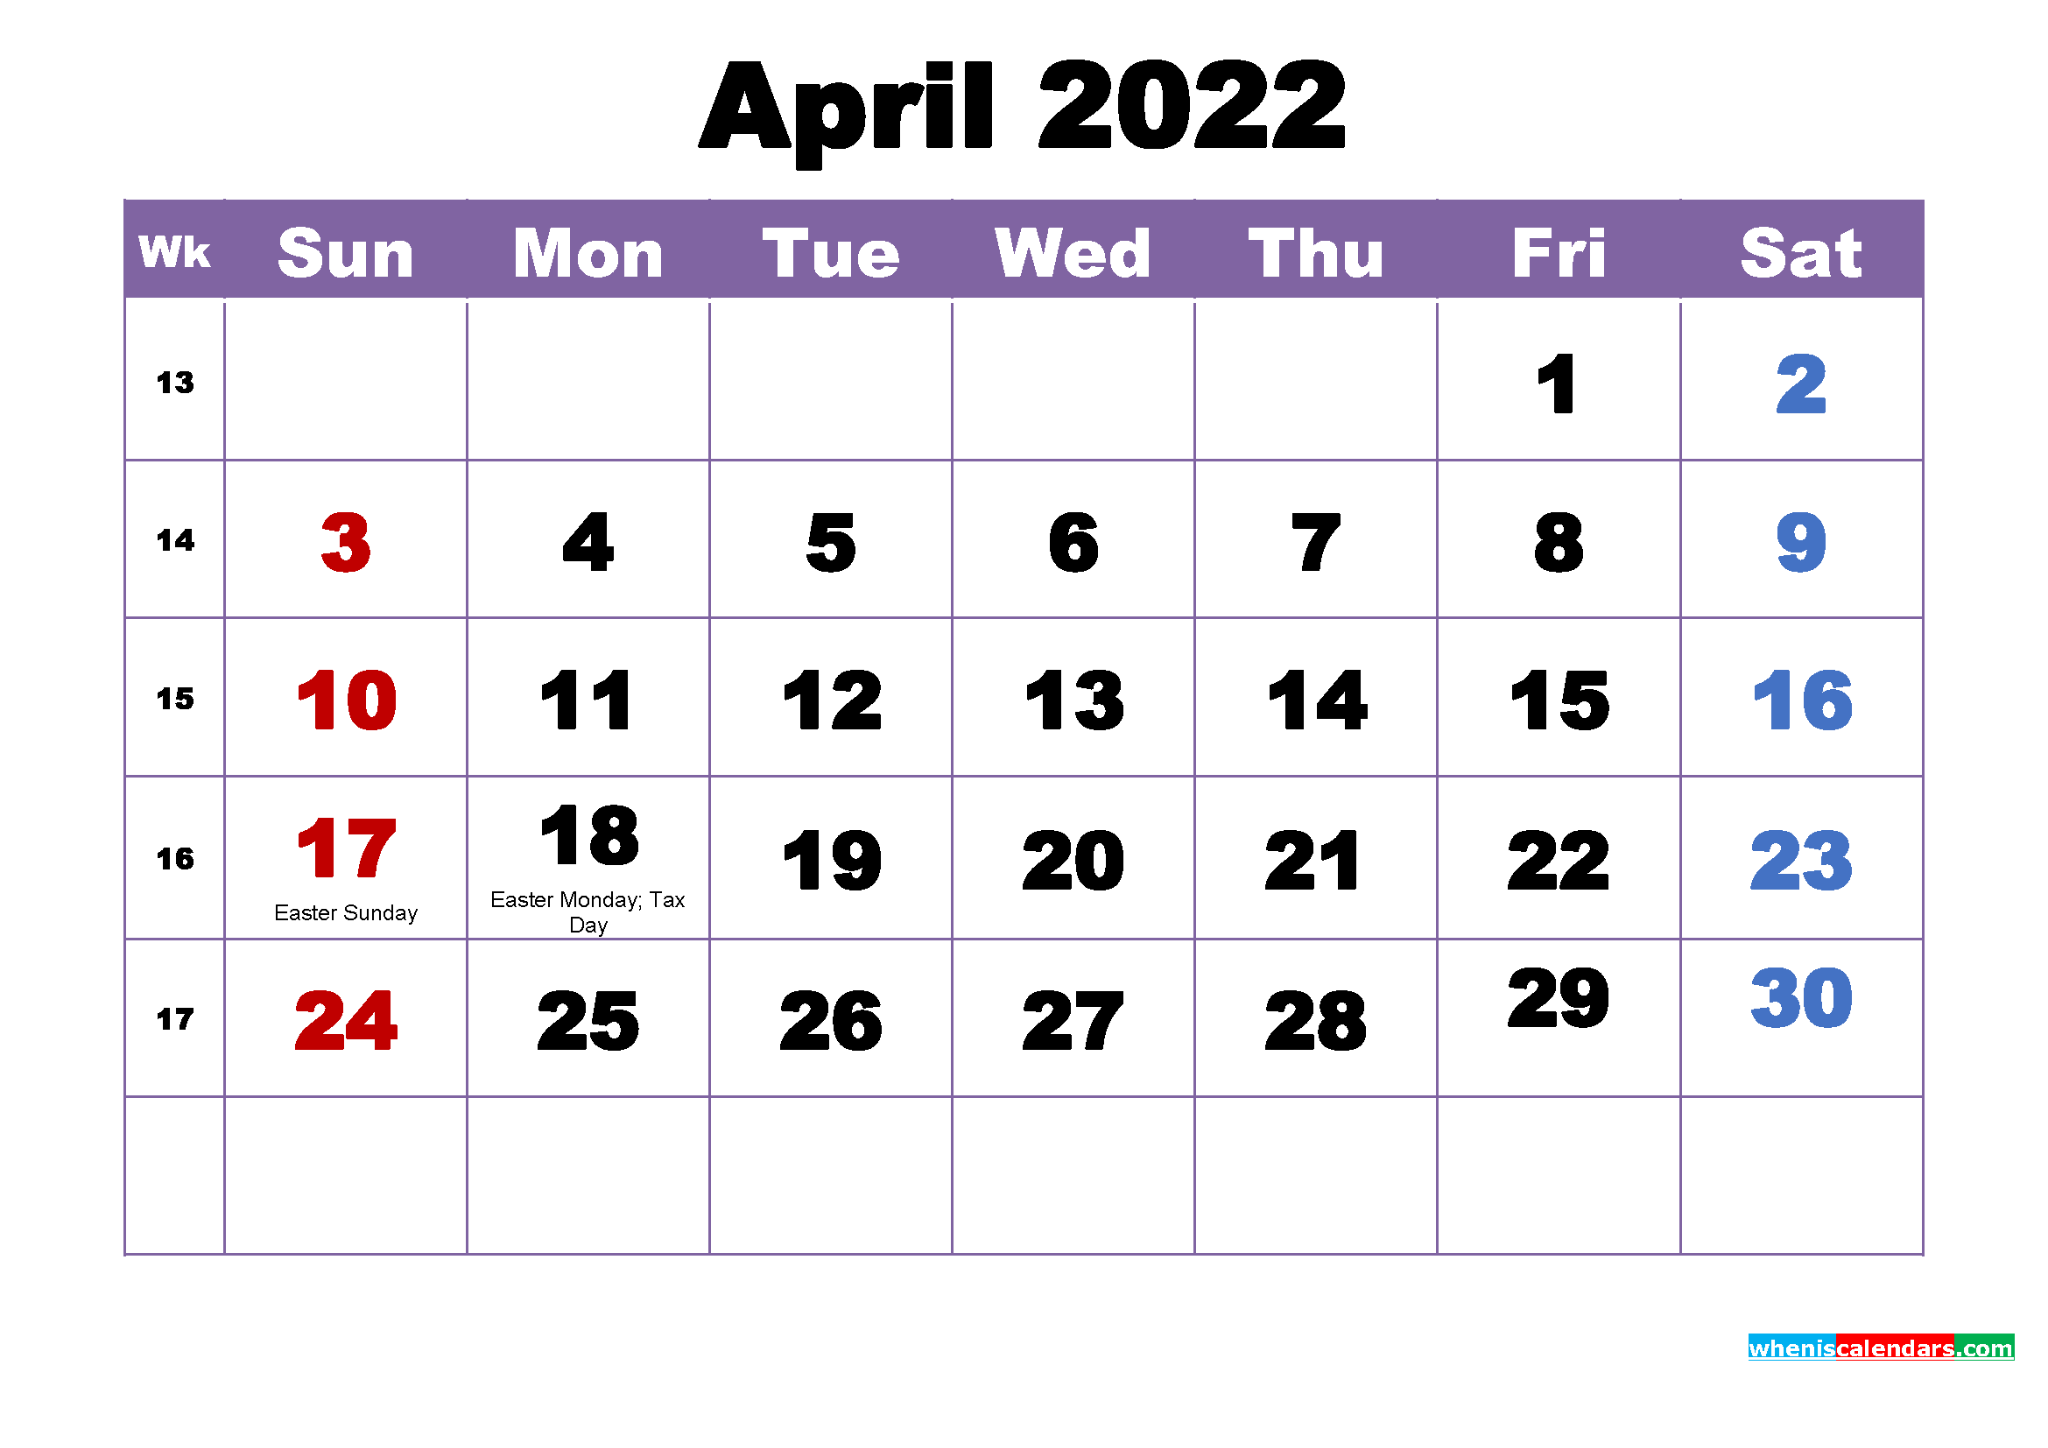 April 2022
Wk Sun Mon Tue Wed Thu Fri Sat
13 1 2
14 3 4 5 6 7 8 9
15 10 11 12 13 14 15 16
16 17 18 19 20 21 22 23
Easter Sunday
Easter Monday; Tax
Day
17 24 25 26 27 28 29 30
wheniscalendars.com